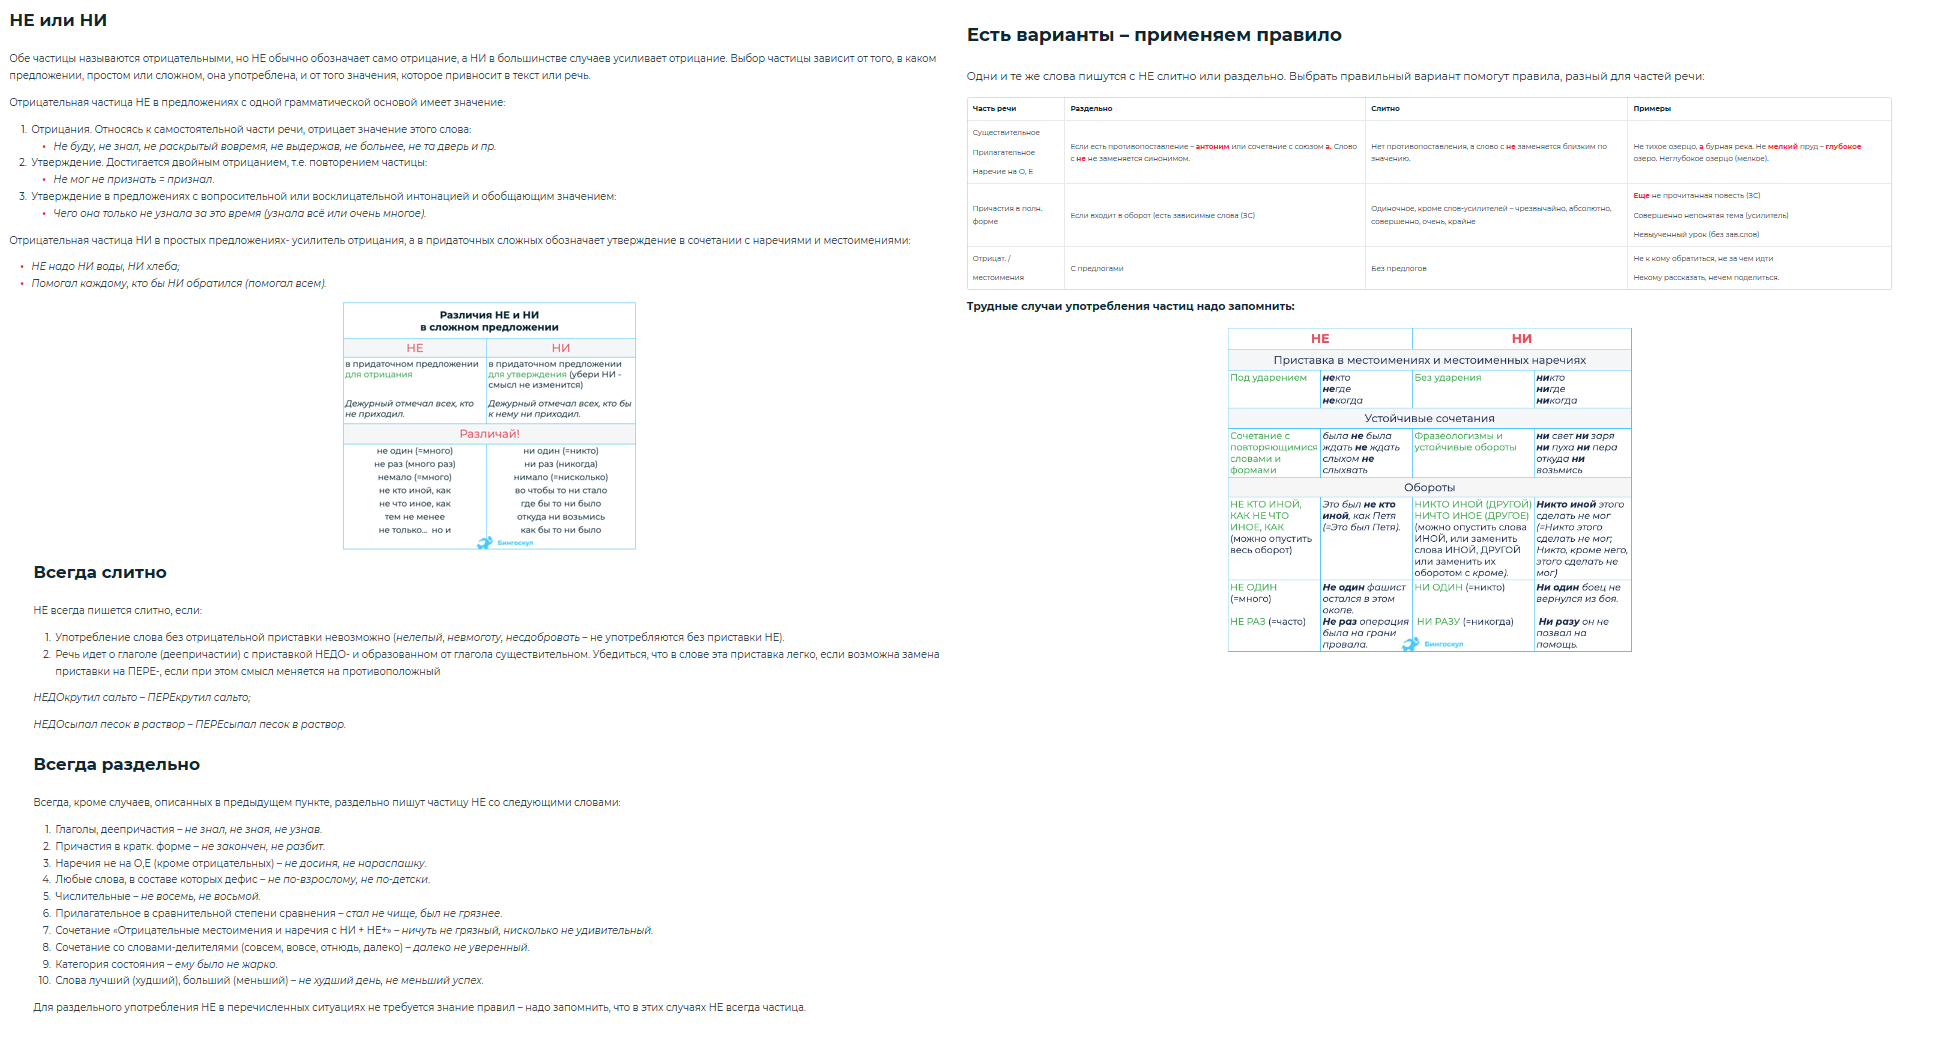 НЕ или НИ
Обе частицы называются отрицательными, но НЕ обычно обозначает само отрицание, а НИ в большинстве случаев усиливает отрицание. Выбор частицы зависит от того, в каком
предложении, простом или сложном, она употреблена, и от того значения, которое привносит в текст или речь.
Отрицательная частица НЕ в предложениях с одной грамматической основой имеет значение:
1. Отрицания. Относясь к самостоятельной части речи, отрицает значение этого слова:
• Не буду, не знал, не раскрытый вовремя, не выдержав, не больнее, не та дверь и пр.
2. Утверждение. Достигается двойным отрицанием, т.е. повторением частицы:
• Не мог не признать = признал.
3. Утверждение в предложениях с вопросительной или восклицательной интонацией и обобщающим значением:
• Чего она только не узнала за это время (узнала всё или очень многое).
Отрицательная частица НИ в простых предложениях- усилитель отрицания, а в придаточных сложных обозначает утверждение в сочетании с наречиями и местоимениями:
• НЕ надо НИ воды, НИ хлеба;
• Помогал каждому, кто бы НИ обратился (помогал всем).
Различия НЕ и НИ
в сложном предложении
НЕ НИ
в придаточном предложении
для отрицания
Дежурный отмечал всех, кто
не приходил.
в придаточном предложении
для утверждения (убери НИ -
смысл не изменится)
Дежурный отмечал всех, кто бы
к нему ни приходил.
Различай!
не один (=много) ни один (=никто)
не раз (много раз) ни раз (никогда)
немало (=много) нимало (=нисколько)
не кто иной, как во чтобы то ни стало
не что иное, как где бы то ни было
тем не менее откуда ни возьмись
не только... но и как бы то ни было
Бингоскул
Всегда слитно
НЕ всегда пишется слитно, если:
1. Употребление слова без отрицательной приставки невозможно (нелепый, невмоготу, несдобровать – не употребляются без приставки НЕ).
2. Речь идет о глаголе (деепричастии) с приставкой НЕДО- и образованном от глагола существительном. Убедиться, что в слове эта приставка легко, если возможна замена
приставки на ПЕРЕ-, если при этом смысл меняется на противоположный
НЕДОкрутил сальто – ПЕРЕкрутил сальто;
НЕДОсыпал песок в раствор – ПЕРЕсыпал песок в раствор.
Всегда раздельно
Всегда, кроме случаев, описанных в предыдущем пункте, раздельно пишут частицу НЕ со следующими словами:
1. Глаголы, деепричастия – не знал, не зная, не узнав.
2. Причастия в кратк. форме – не закончен, не разбит.
3. Наречия не на О,Е (кроме отрицательных) – не досиня, не нараспашку.
4. Любые слова, в составе которых дефис – не по-взрослому, не по-детски.
5. Числительные – не восемь, не восьмой.
6. Прилагательное в сравнительной степени сравнения – стал не чище, был не грязнее.
7. Сочетание «Отрицательные местоимения и наречия с НИ + НЕ+» – ничуть не грязный, нисколько не удивительный.
8. Сочетание со словами-делителями (совсем, вовсе, отнюдь, далеко) – далеко не уверенный.
9. Категория состояния – ему было не жарко.
10. Слова лучший (худший), больший (меньший) – не худший день, не меньший успех.
Для раздельного употребления НЕ в перечисленных ситуациях не требуется знание правил – надо запомнить, что в этих случаях НЕ всегда частица.
Есть варианты – применяем правило
Одни и те же слова пишутся с НЕ слитно или раздельно. Выбрать правильный вариант помогут правила, разный для частей речи:
Часть речи Раздельно Слитно Примеры
Существительное
Прилагательное
Наречие на О, Е
Если есть противопоставление – антоним или сочетание с союзом а. Слово
с не не заменяется синонимом.
Нет противопоставления, а слово с не заменяется близким по
значению.
Не тихое озерцо, а бурная река. Не мелкий пруд – глубокое
озеро. Неглубокое озерцо (мелкое).
Причастия в полн.
форме
Если входит в оборот (есть зависимые слова (ЗС)
Одиночное, кроме слов-усилителей – чрезвычайно, абсолютно,
совершенно, очень, крайне
Еще не прочитанная повесть (ЗС)
Совершенно непонятая тема (усилитель)
Невыученный урок (без зав.слов)
Отрицат. /
местоимения
С предлогами
Без предлогов
Не к кому обратиться, не за чем идти
Некому рассказать, нечем поделиться.
Трудные случаи употребления частиц надо запомнить:
НЕ НИ
Приставка в местоимениях и местоименных наречиях
Под ударением
некто
негде
некогда
Без ударения
никто
нигде
никогда
Устойчивые сочетания
Сочетание с
повторяющимися
словами и
формами
была не была
ждать не ждать
слыхом не
слыхвать
Фразеологизмы и
устойчивые обороты
ни свет ни заря
ни пуха ни пера
откуда ни
возьмись
Обороты
НЕ КТО ИНОЙ,
КАК НЕ ЧТО
ИНОЕ, КАК
(можно опустить
весь оборот)
Это был не кто
иной, как Петя
(=Это был Петя).
НИКТО ИНОЙ (ДРУГОЙ)
НИЧТО ИНОЕ (ДРУГОЕ)
(можно опустить слова
ИНОЙ, или заменить
слова ИНОЙ, ДРУГОЙ
или заменить их
оборотом с кроме).
Никто иной этого
сделать не мог
(=Никто этого
сделать не мог;
Никто, кроме него,
этого сделать не
мог)
НЕ ОДИН
(=много)
НЕ РАЗ (=часто)
Не один фашист
остался в этом
окопе.
Не раз операция
была на грани
провала.
НИ ОДИН (=никто)
НИ РАЗУ (=никогда)
Ни один боец не
вернулся из боя.
Ни разу он не
позвал на
помощь.
Бингоскул